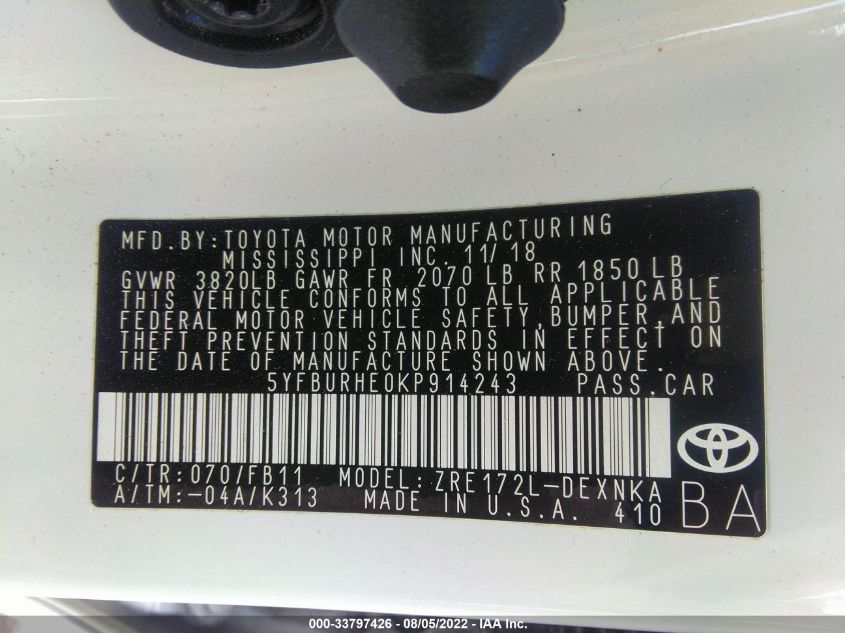 MFD.BY:TOYOTA MOTOR MANUFACTURING
MISSISSIPPI INC. 11/18
GVWR 3820LB GAWR FR 2070 LB RR 1850 LB
THIS VEHICLE CONFORMS TO ALL APPLICABLE
FEDERAL MOTOR VEHICLE SAFETY,BUMPER,AND
THEFT PREVENTION STANDARDS IN EFFECT ON
THE DATE OF MANUFACTURE SHOWN ABOVE.
5YFBURHE0KP914243 PASS.CAR
C/TR:070/FB11 MODEL:ZRE172L-DEXNKA
A/TM:-04A/K313 MADE IN U.S.A. 410
BA
000-33797426 - 08/05/2022 - IAA Inc.